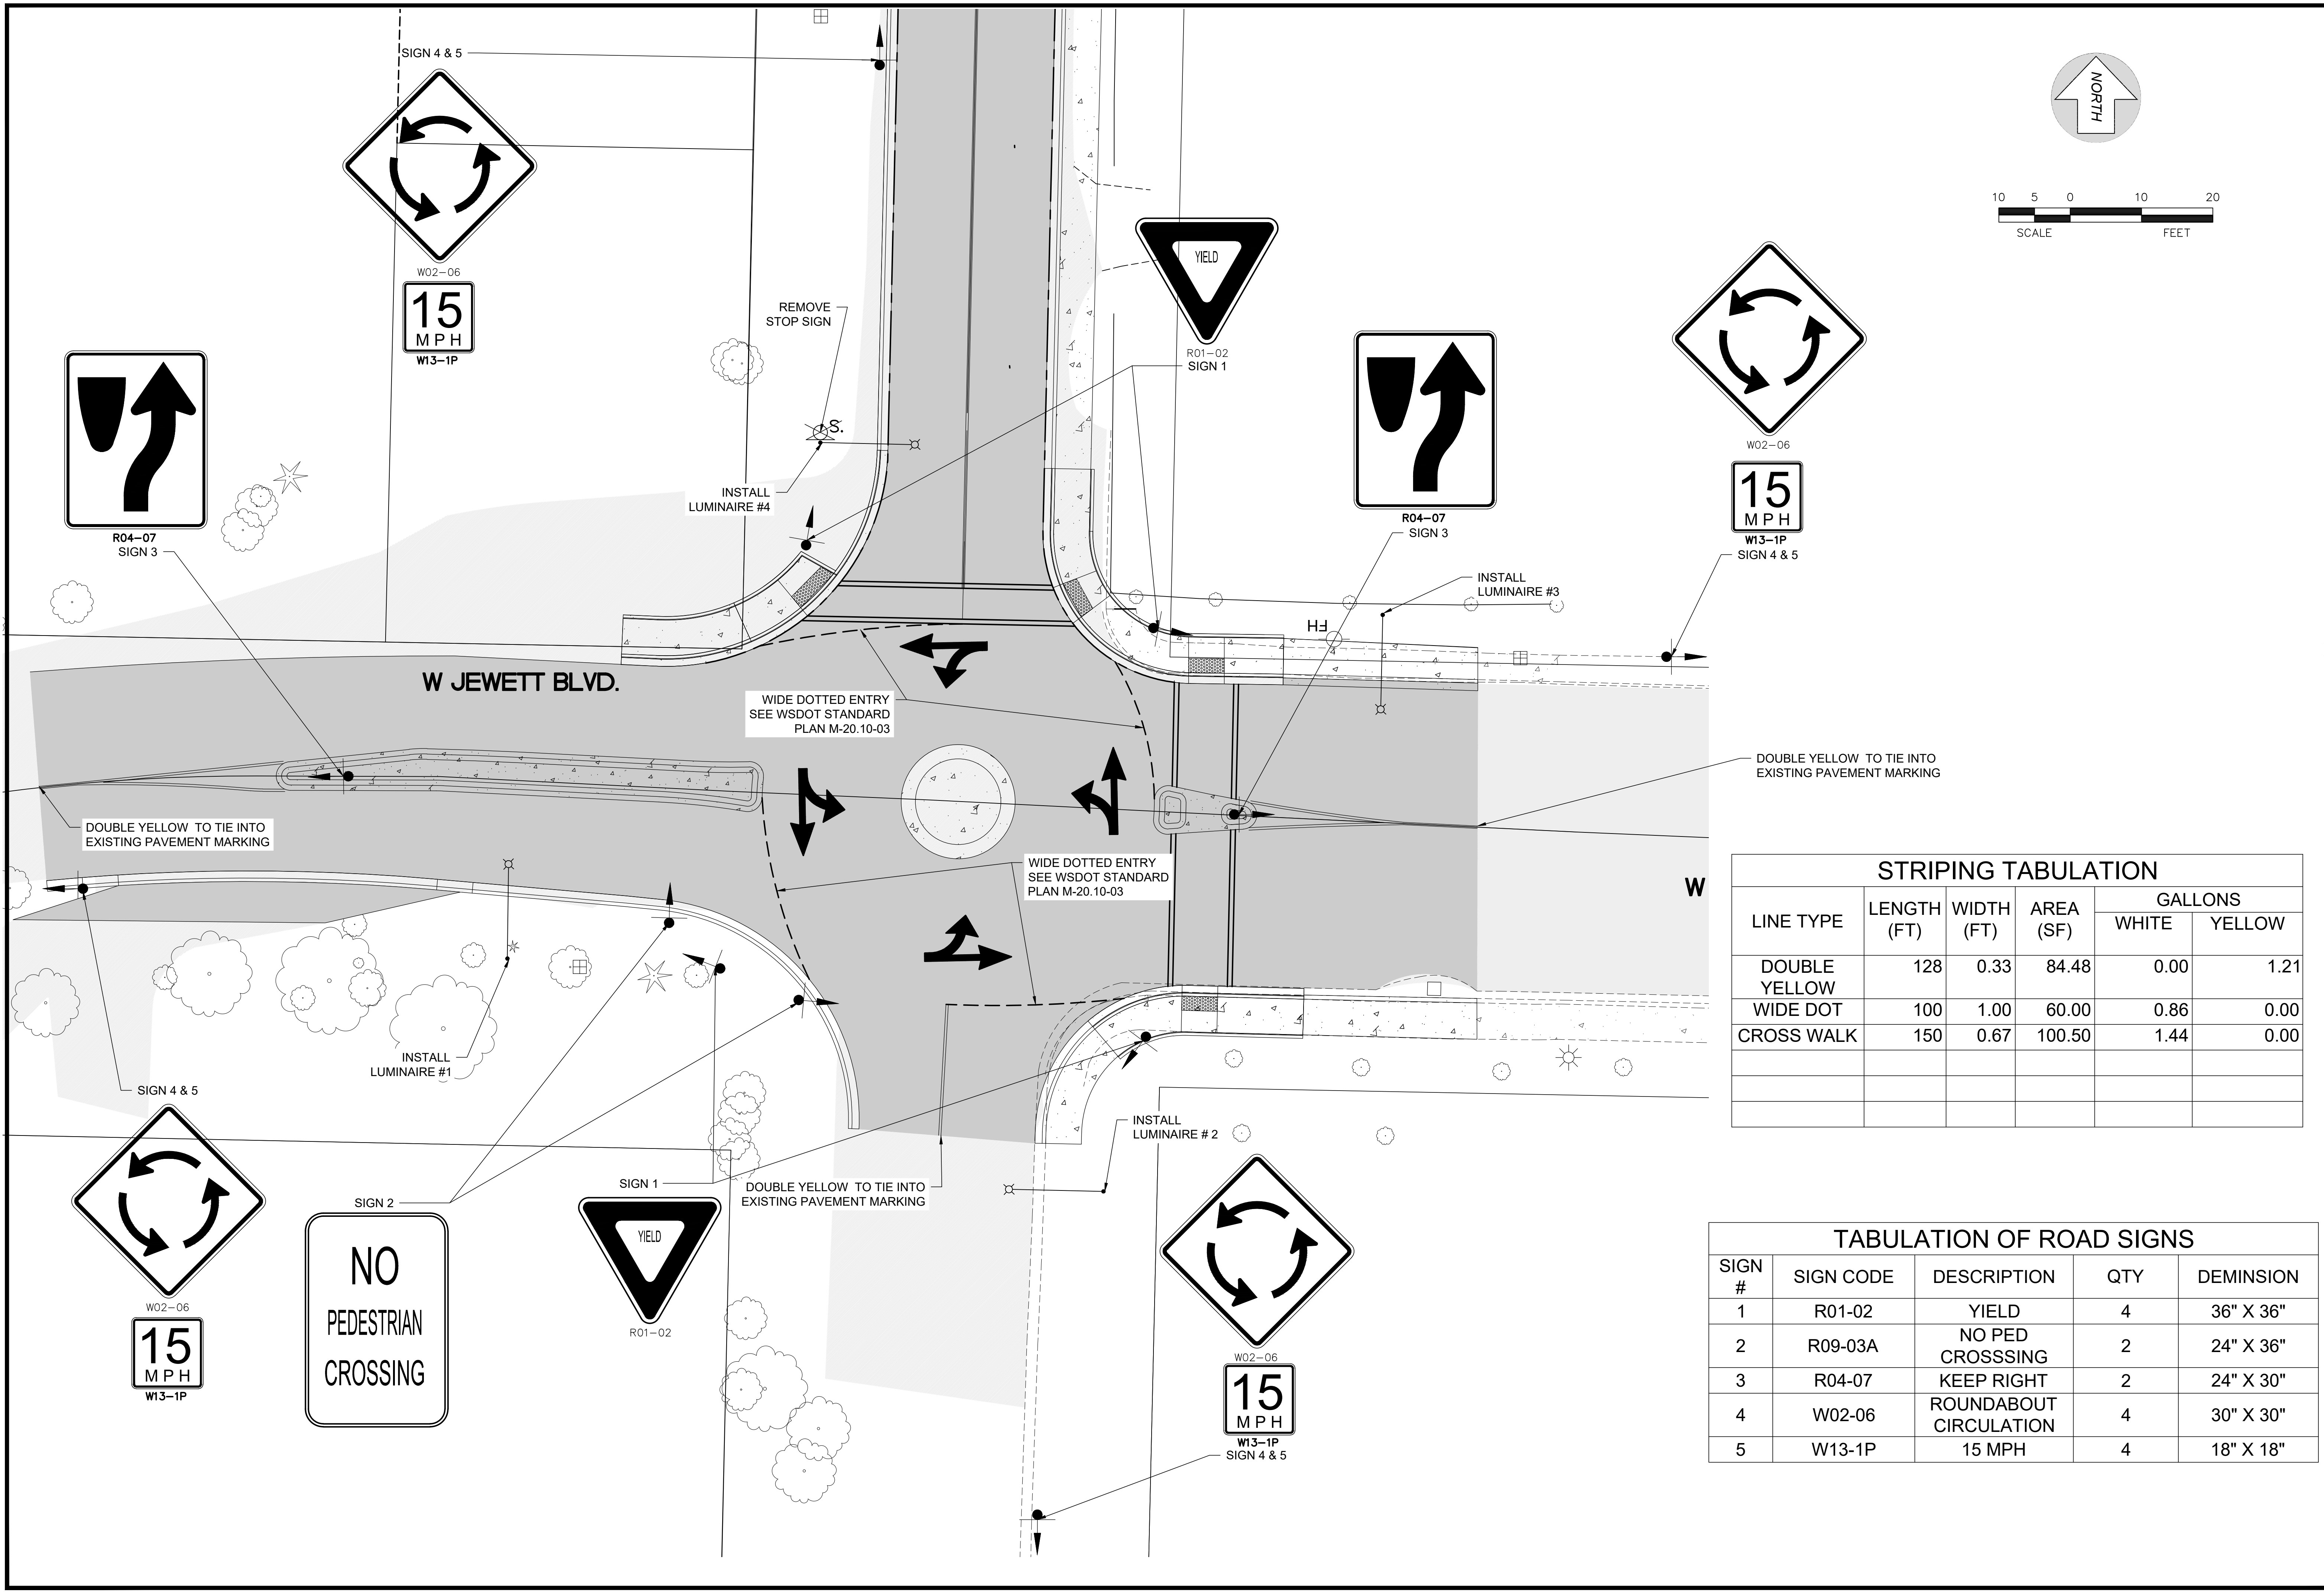 SIGN 4 & 5
NORTH
10 5 0 10 20
SCALE FEET
W02-06
15
MPH
W13-1P
YIELD
R01-02
SIGN 1
REMOVE
STOP SIGN
S.
INSTALL
LUMINAIRE #4
R04-07
SIGN 3
R04-07
SIGN 3
W02-06
15
MPH
W13-1P
SIGN 4 & 5
INSTALL
LUMINAIRE #3
FH
W JEWETT BLVD.
WIDE DOTTED ENTRY
SEE WSDOT STANDARD
PLAN M-20.10-03
DOUBLE YELLOW TO TIE INTO
EXISTING PAVEMENT MARKING
DOUBLE YELLOW TO TIE INTO
EXISTING PAVEMENT MARKING
WIDE DOTTED ENTRY
SEE WSDOT STANDARD
PLAN M-20.10-03
W
STRIPING TABULATION
LINE TYPE LENGTH (FT) WIDTH (FT) AREA (SF) GALLONS
WHITE YELLOW
DOUBLE YELLOW 128 0.33 84.48 0.00 1.21
WIDE DOT 100 1.00 60.00 0.86 0.00
CROSS WALK 150 0.67 100.50 1.44 0.00
INSTALL
LUMINAIRE #1
SIGN 4 & 5
W02-06
15
MPH
W13-1P
SIGN 2
NO
PEDESTRIAN
CROSSING
SIGN 1
YIELD
R01-02
DOUBLE YELLOW TO TIE INTO
EXISTING PAVEMENT MARKING
INSTALL
LUMINAIRE # 2
W02-06
15
MPH
W13-1P
SIGN 4 & 5
TABULATION OF ROAD SIGNS
SIGN # SIGN CODE DESCRIPTION QTY DEMINSION
1 R01-02 YIELD 4 36" X 36"
2 R09-03A NO PED CROSSSING 2 24" X 36"
3 R04-07 KEEP RIGHT 2 24" X 30"
4 W02-06 ROUNDABOUT CIRCULATION 4 30" X 30"
5 W13-1P 15 MPH 4 18" X 18"